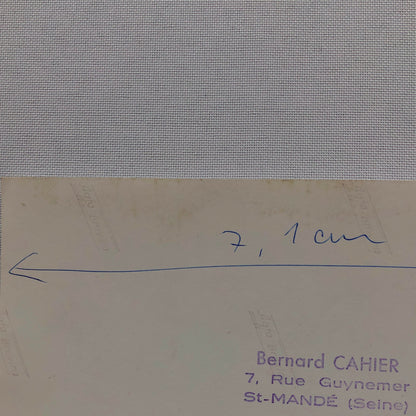 7, 1 cm
Bernard CAHIER
7, Rue Guynemer
St-MANDÉ (Seine)